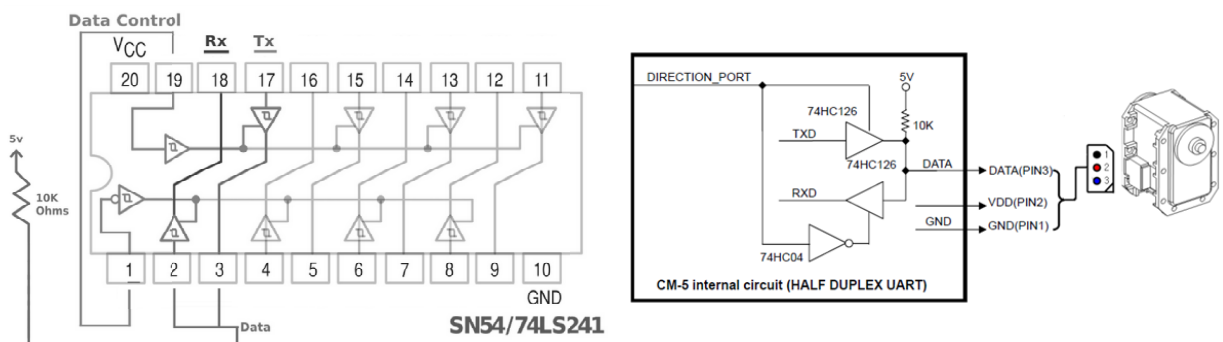 Data Control
VCC
Rx
Tx
20 19 18 17 16 15 14 13 12 11
5v
10K
Ohms
1 2 3 4 5 6 7 8 9 10
GND
Data
SN54/74LS241
DIRECTION_PORT
5V
74HC126
10K
TXD
74HC126
DATA
RXD
GND
74HC04
DATA(PIN3)
VDD(PIN2)
GND(PIN1)
1
2
3
CM-5 internal circuit (HALF DUPLEX UART)